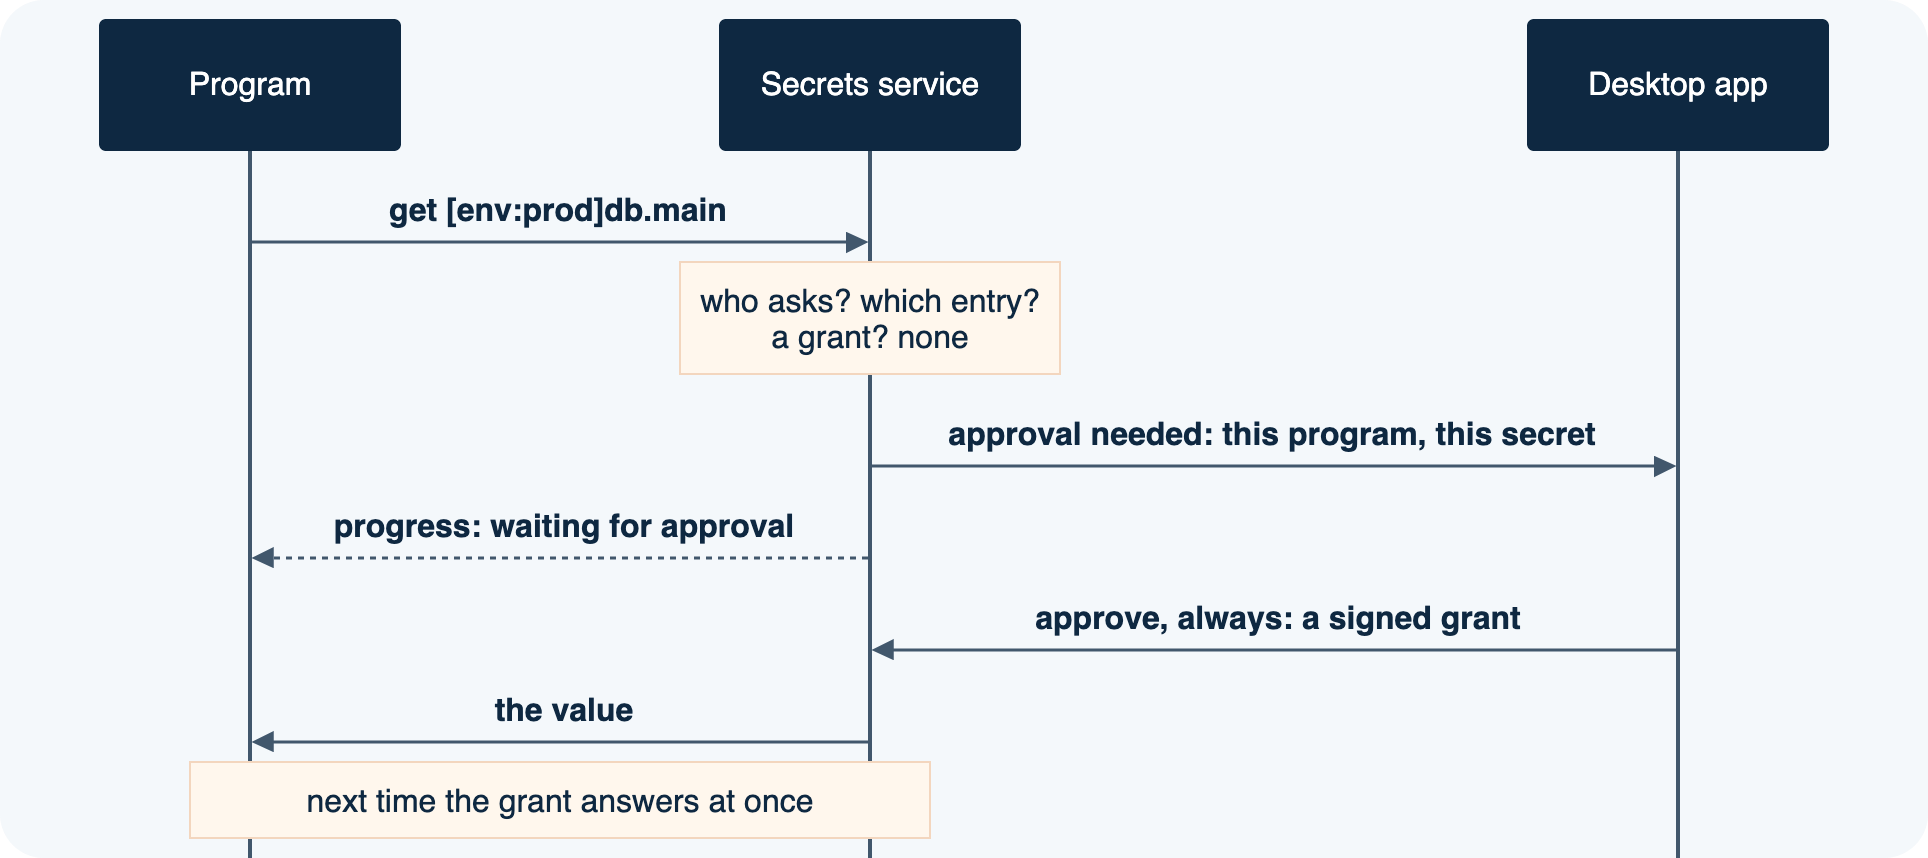 Program
Secrets service
Desktop app
get [env:prod]db.main
who asks? which entry?
a grant? none
approval needed: this program, this secret
progress: waiting for approval
approve, always: a signed grant
the value
next time the grant answers at once